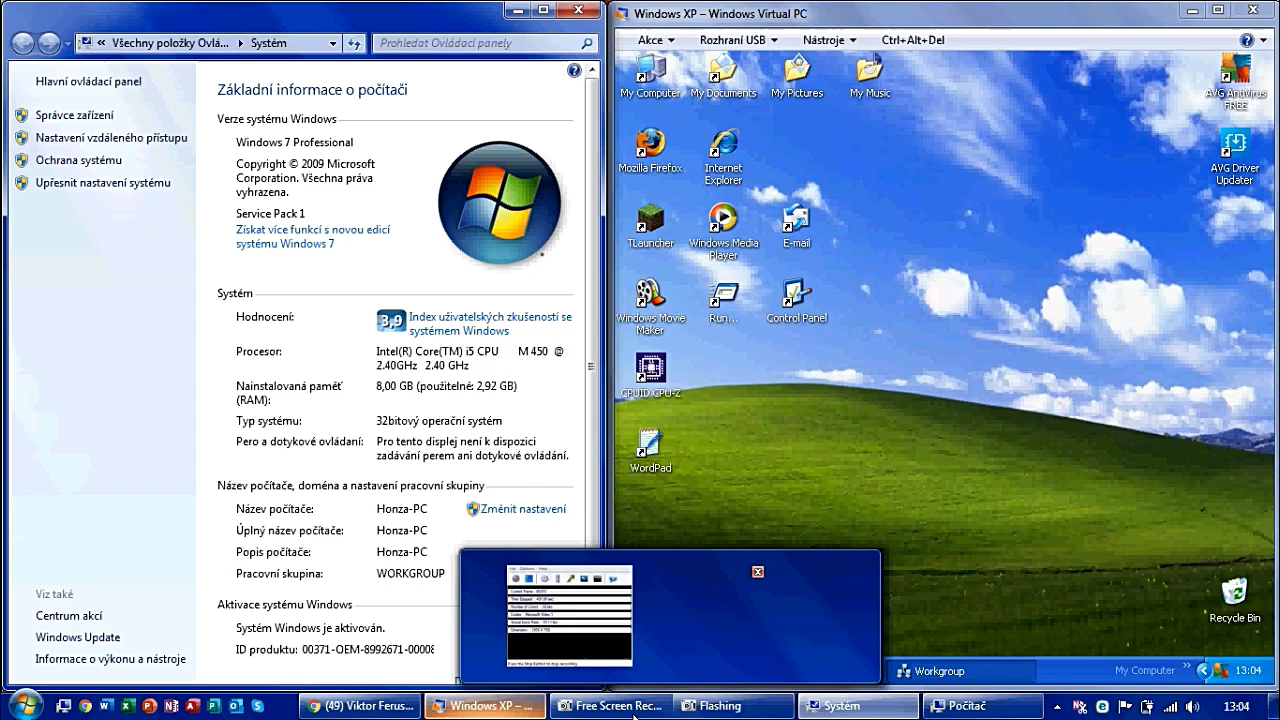 Všechny položky Ovlá... Systém
Prohledat Ovládací panely
Hlavní ovládací panel
Správce zařízení
Nastavení vzdáleného přístupu
Ochrana systému
Upřesnit nastavení systému
Viz také
Centrum akcí
Windows Update
Informace o výkonu a nástroje
Základní informace o počítači
Verze systému Windows
Windows 7 Professional
Copyright © 2009 Microsoft
Corporation. Všechna práva
vyhrazena.
Service Pack 1
Získat více funkcí s novou edicí
systému Windows 7
Systém
Hodnocení: 3,9 Index uživatelských zkušeností se
systémem Windows
Procesor: Intel(R) Core(TM) i5 CPU M 450 @
2.40GHz 2.40 GHz
Nainstalovaná paměť 8,00 GB (použitelné: 2,92 GB)
(RAM):
Typ systému: 32bitový operační systém
Pero a dotykové ovládání: Pro tento displej není k dispozici
zadávání perem ani dotykové ovládání.
Název počítače, doména a nastavení pracovní skupiny
Název počítače: Honza-PC Změnit nastavení
Úplný název počítače: Honza-PC
Popis počítače: Honza-PC
Pracovní skupina: WORKGROUP
Aktivace systému Windows
Systém Windows je aktivován.
ID produktu: 00371-OEM-8992671-00008
Windows XP – Windows Virtual PC
Akce Rozhraní USB Nástroje Ctrl+Alt+Del
My Computer
My Documents
My Pictures
My Music
AVG AntiVirus
FREE
Mozilla Firefox
Internet
Explorer
AVG Driver
Updater
TLauncher
Windows Media
Player
E-mail
Windows Movie
Maker
Run...
Control Panel
CPUID CPU-Z
WordPad
Recycle Bin
Workgroup My Computer » 13:04
(49) Viktor Ferus... Windows XP – ... Free Screen Rec... Flashing Systém Počítač 13:04